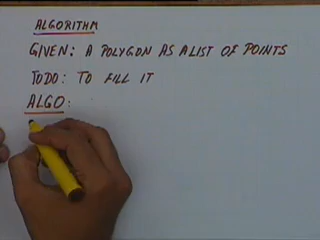 ALGORITHM
GIVEN: A POLYGON AS A LIST OF POINTS
TODO: TO FILL IT
ALGO: